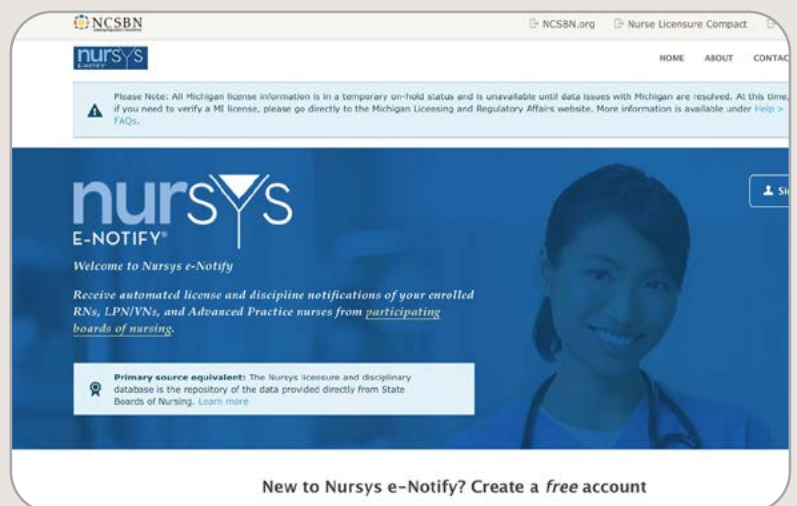 NCSBN
NCSBN.org Nurse Licensure Compact
nursys
E-NOTIFY®
HOME ABOUT CONTAC
Please Note: All Michigan license information is in a temporary on-hold status and is unavailable until data issues with Michigan are resolved. At this time,
if you need to verify a MI license, please go directly to the Michigan Licensing and Regulatory Affairs website. More information is available under Help >
FAQs.
nursys
E-NOTIFY®
Si
Welcome to Nursys e-Notify
Receive automated license and discipline notifications of your enrolled
RNs, LPN/VNs, and Advanced Practice nurses from participating
boards of nursing.
Primary source equivalent: The Nursys licensure and disciplinary
database is the repository of the data provided directly from State
Boards of Nursing. Learn more
New to Nursys e-Notify? Create a free account